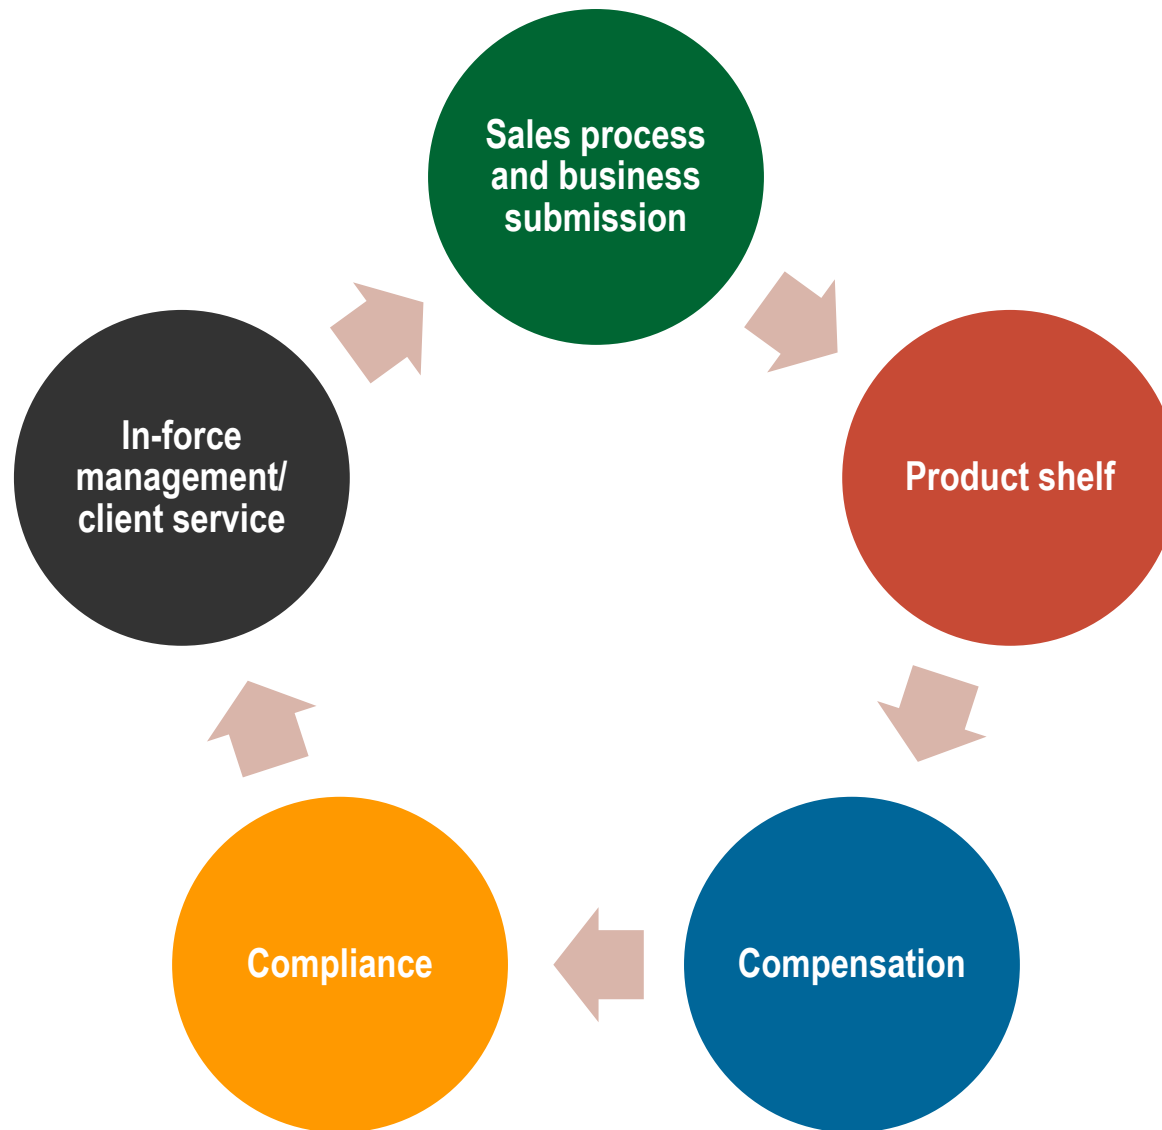 Sales process
and business
submission
Product shelf
Compensation
Compliance
In-force
management/
client service